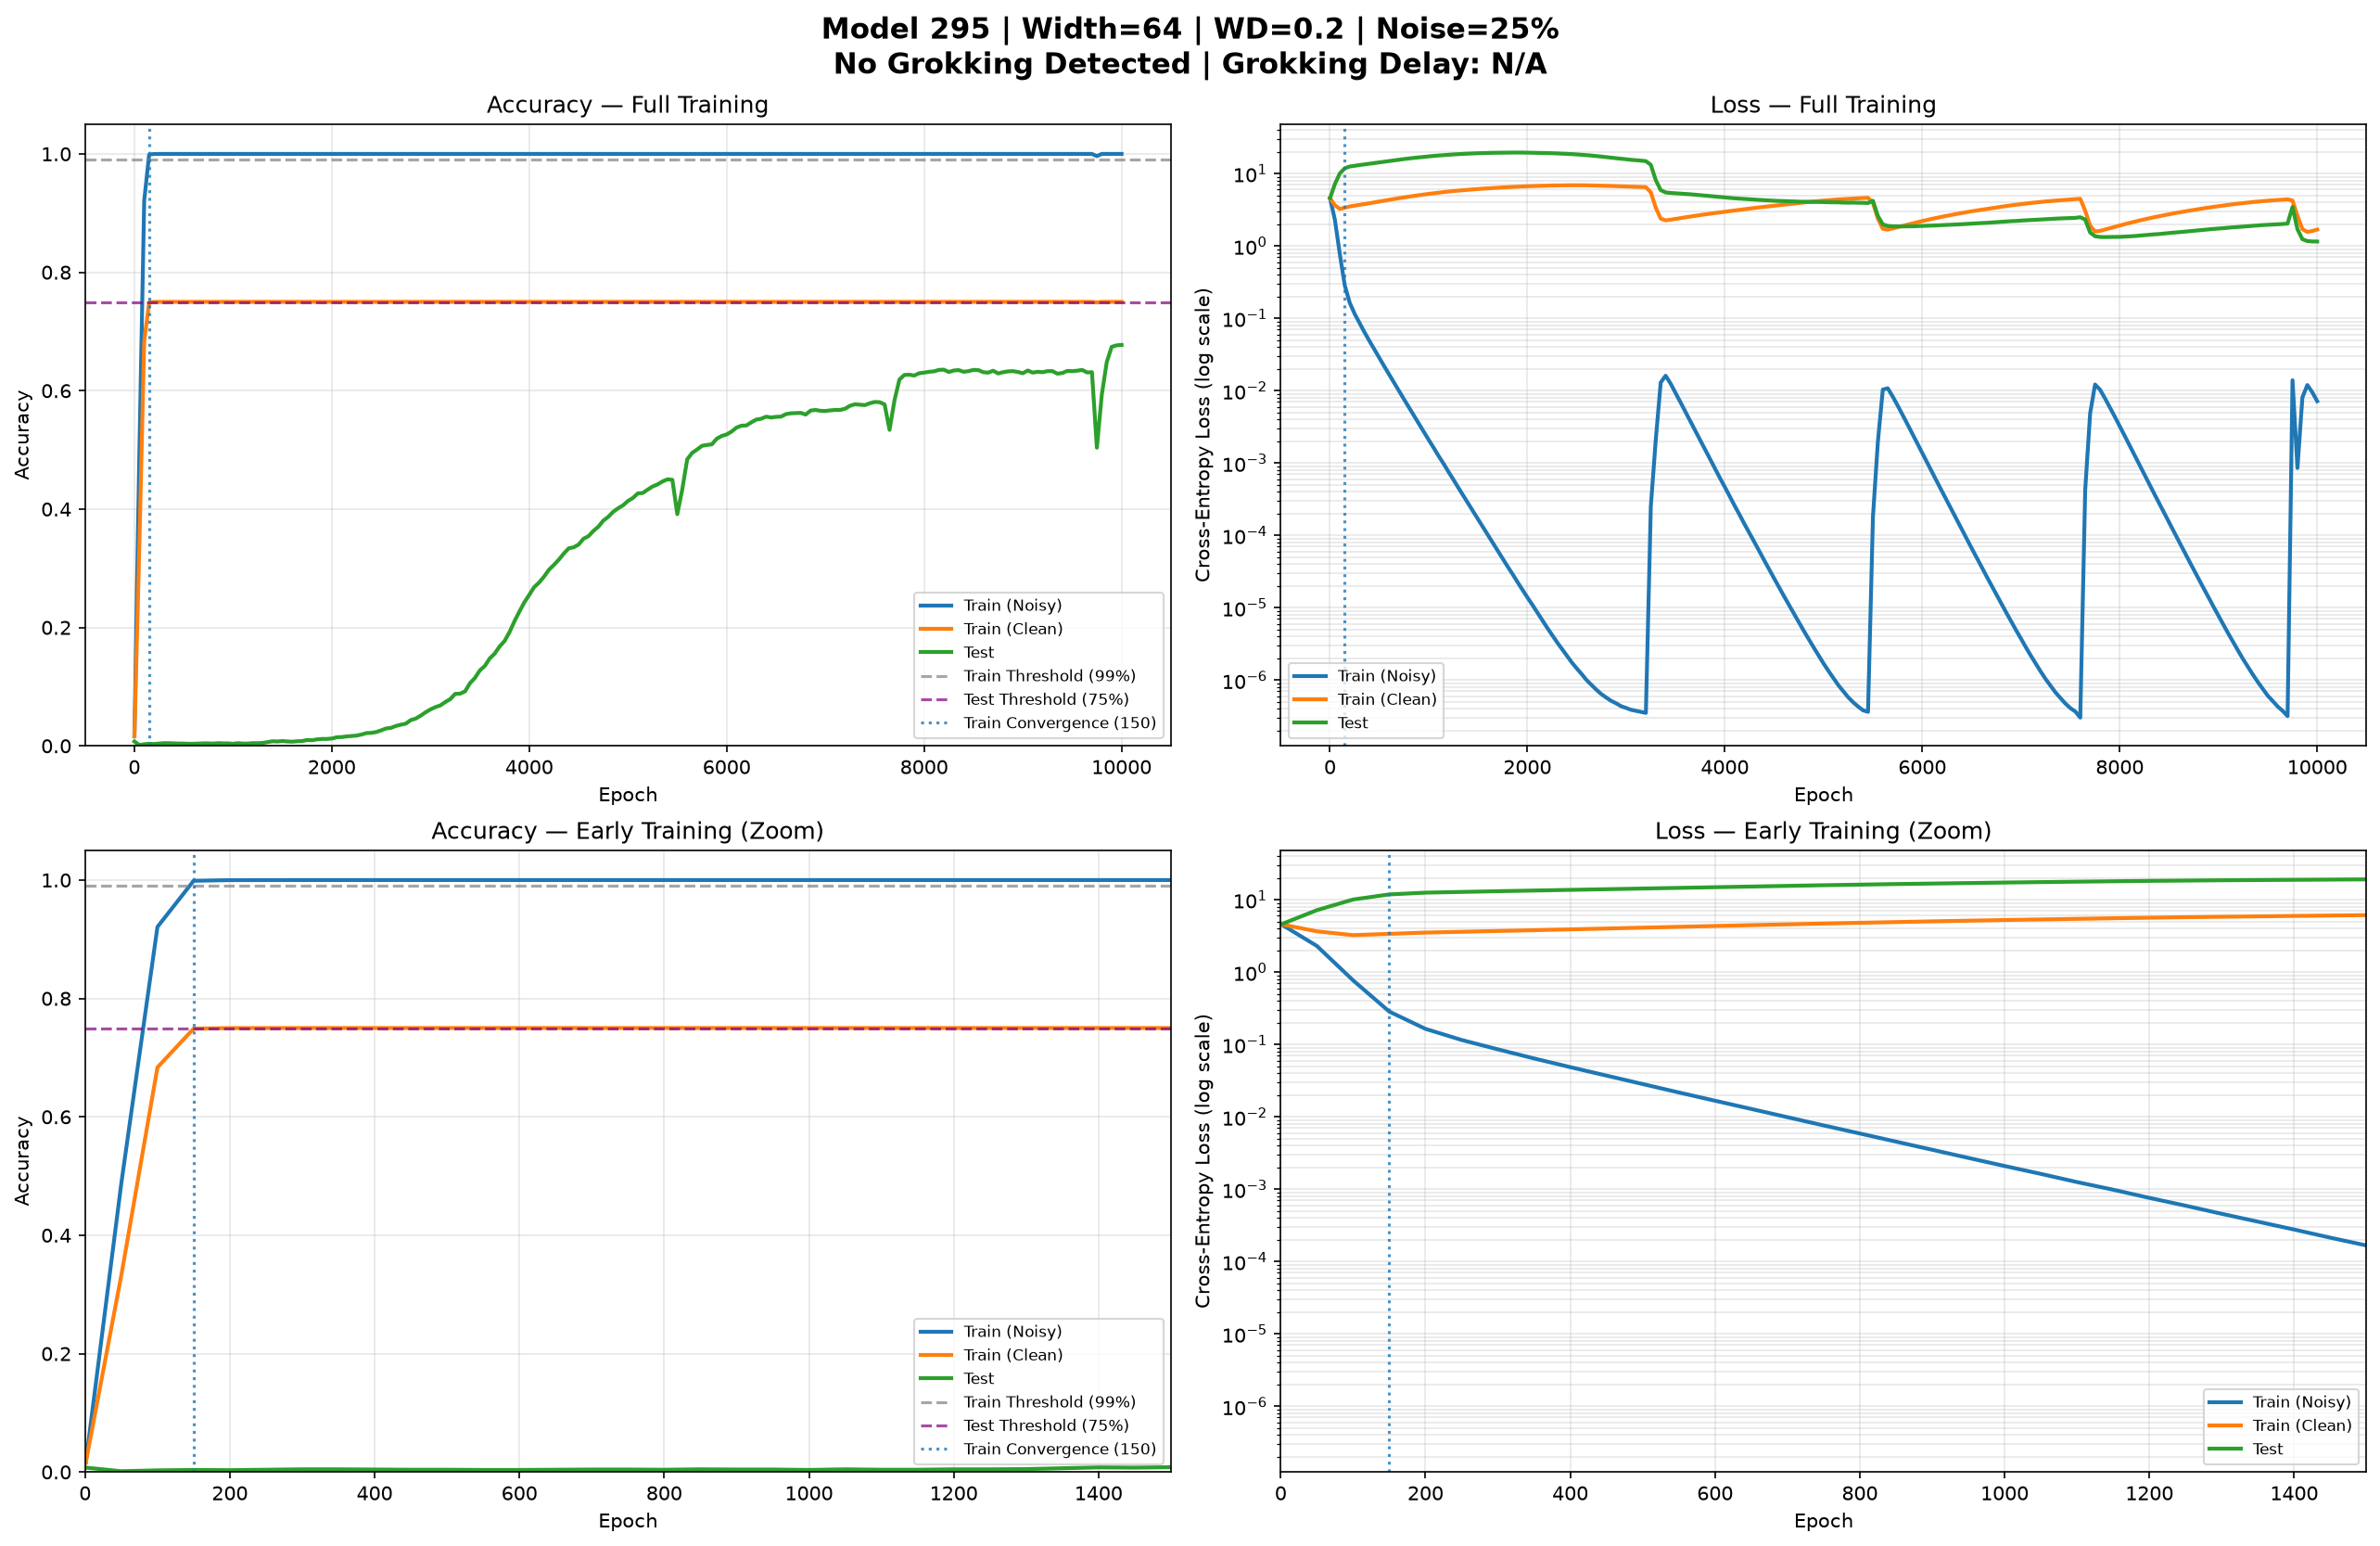 Model 295 | Width=64 | WD=0.2 | Noise=25%
No Grokking Detected | Grokking Delay: N/A
Accuracy — Full Training
1.0
0.8
0.6
0.4
0.2
0.0
Accuracy
0
2000
4000
6000
8000
10000
Epoch
Train (Noisy)
Train (Clean)
Test
Train Threshold (99%)
Test Threshold (75%)
Train Convergence (150)
Loss — Full Training
10^1
10^0
10^-1
10^-2
10^-3
10^-4
10^-5
10^-6
Cross-Entropy Loss (log scale)
0
2000
4000
6000
8000
10000
Epoch
Train (Noisy)
Train (Clean)
Test
Accuracy — Early Training (Zoom)
1.0
0.8
0.6
0.4
0.2
0.0
Accuracy
0
200
400
600
800
1000
1200
1400
Epoch
Train (Noisy)
Train (Clean)
Test
Train Threshold (99%)
Test Threshold (75%)
Train Convergence (150)
Loss — Early Training (Zoom)
10^1
10^0
10^-1
10^-2
10^-3
10^-4
10^-5
10^-6
Cross-Entropy Loss (log scale)
0
200
400
600
800
1000
1200
1400
Epoch
Train (Noisy)
Train (Clean)
Test